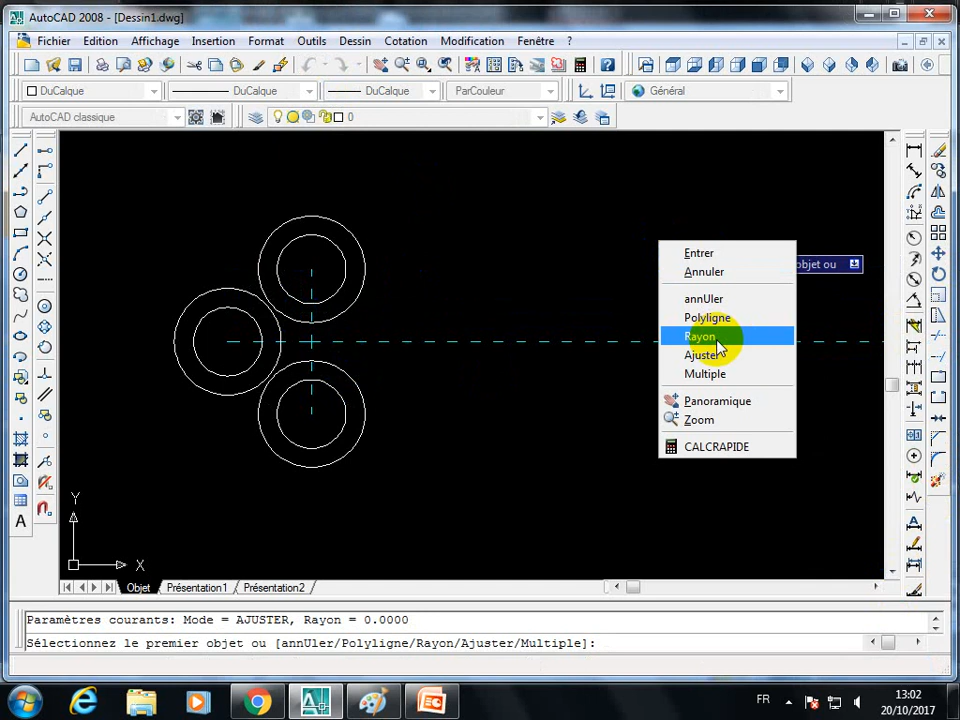 AutoCAD 2008 - [Dessin1.dwg]
Fichier Edition Affichage Insertion Format Outils Dessin Cotation Modification Fenêtre ?
DuCalque DuCalque DuCalque ParCouleur Général
AutoCAD classique 0
Entrer
Annuler
objet ou
annUler
Polyligne
Rayon
Ajuster
Multiple
Panoramique
Zoom
CALCRAPIDE
Y
X
A
Objet Présentation1 Présentation2
Paramètres courants: Mode = AJUSTER, Rayon = 0.0000
Sélectionnez le premier objet ou [annUler/Polyligne/Rayon/Ajuster/Multiple]:
FR
13:02
20/10/2017